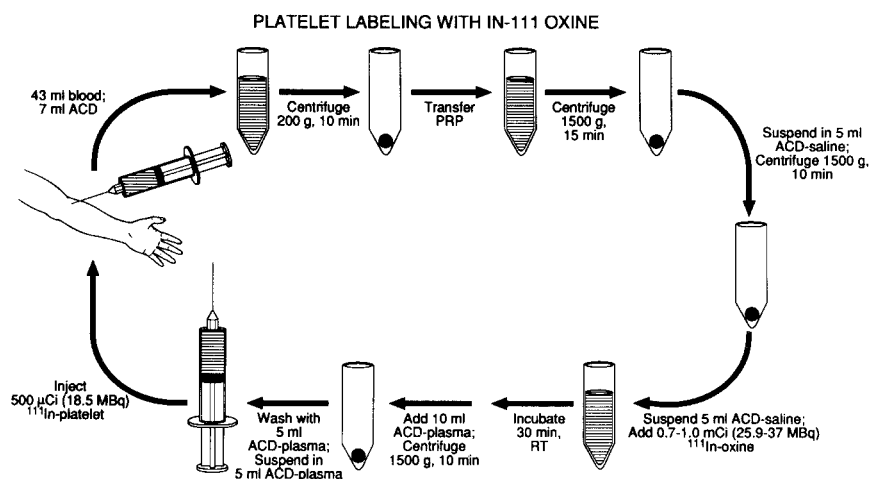 PLATELET LABELING WITH IN-111 OXINE
43 ml blood;
7 ml ACD
Centrifuge
200 g, 10 min
Transfer
PRP
Centrifuge
1500 g,
15 min
Suspend in 5 ml
ACD-saline;
Centrifuge 1500 g,
10 min
Suspend 5 ml ACD-saline;
Add 0.7-1.0 mCi (25.9-37 MBq)
¹¹¹In-oxine
Incubate
30 min,
RT
Add 10 ml
ACD-plasma;
Centrifuge
1500 g, 10 min
Wash with
5 ml
ACD-plasma;
Suspend in
5 ml ACD-plasma
Inject
500 µCi (18.5 MBq)
¹¹¹In-platelet